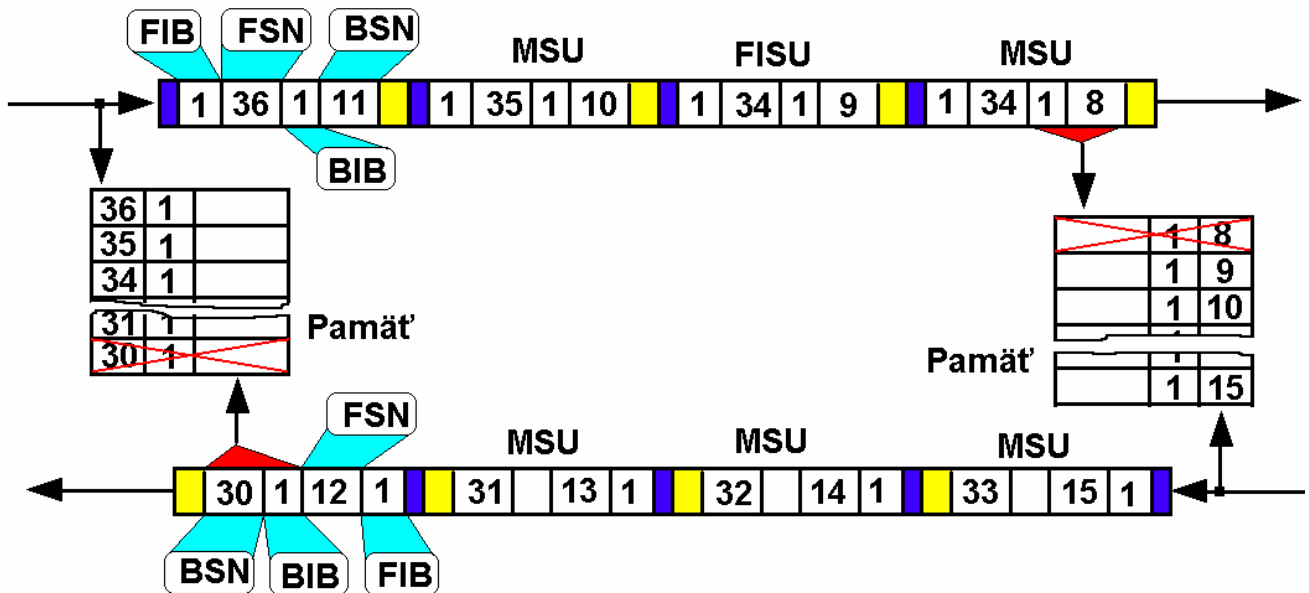 FIB FSN BSN
MSU FISU MSU
1 36 1 11 1 35 1 10 1 34 1 9 1 34 1 8
BIB
36 1
35 1
34 1
31 1
30 1
Pamäť
1 8
1 9
1 10
1
1 15
Pamäť
FSN
MSU MSU MSU
30 1 12 1 31 13 1 32 14 1 33 15 1
BSN BIB FIB